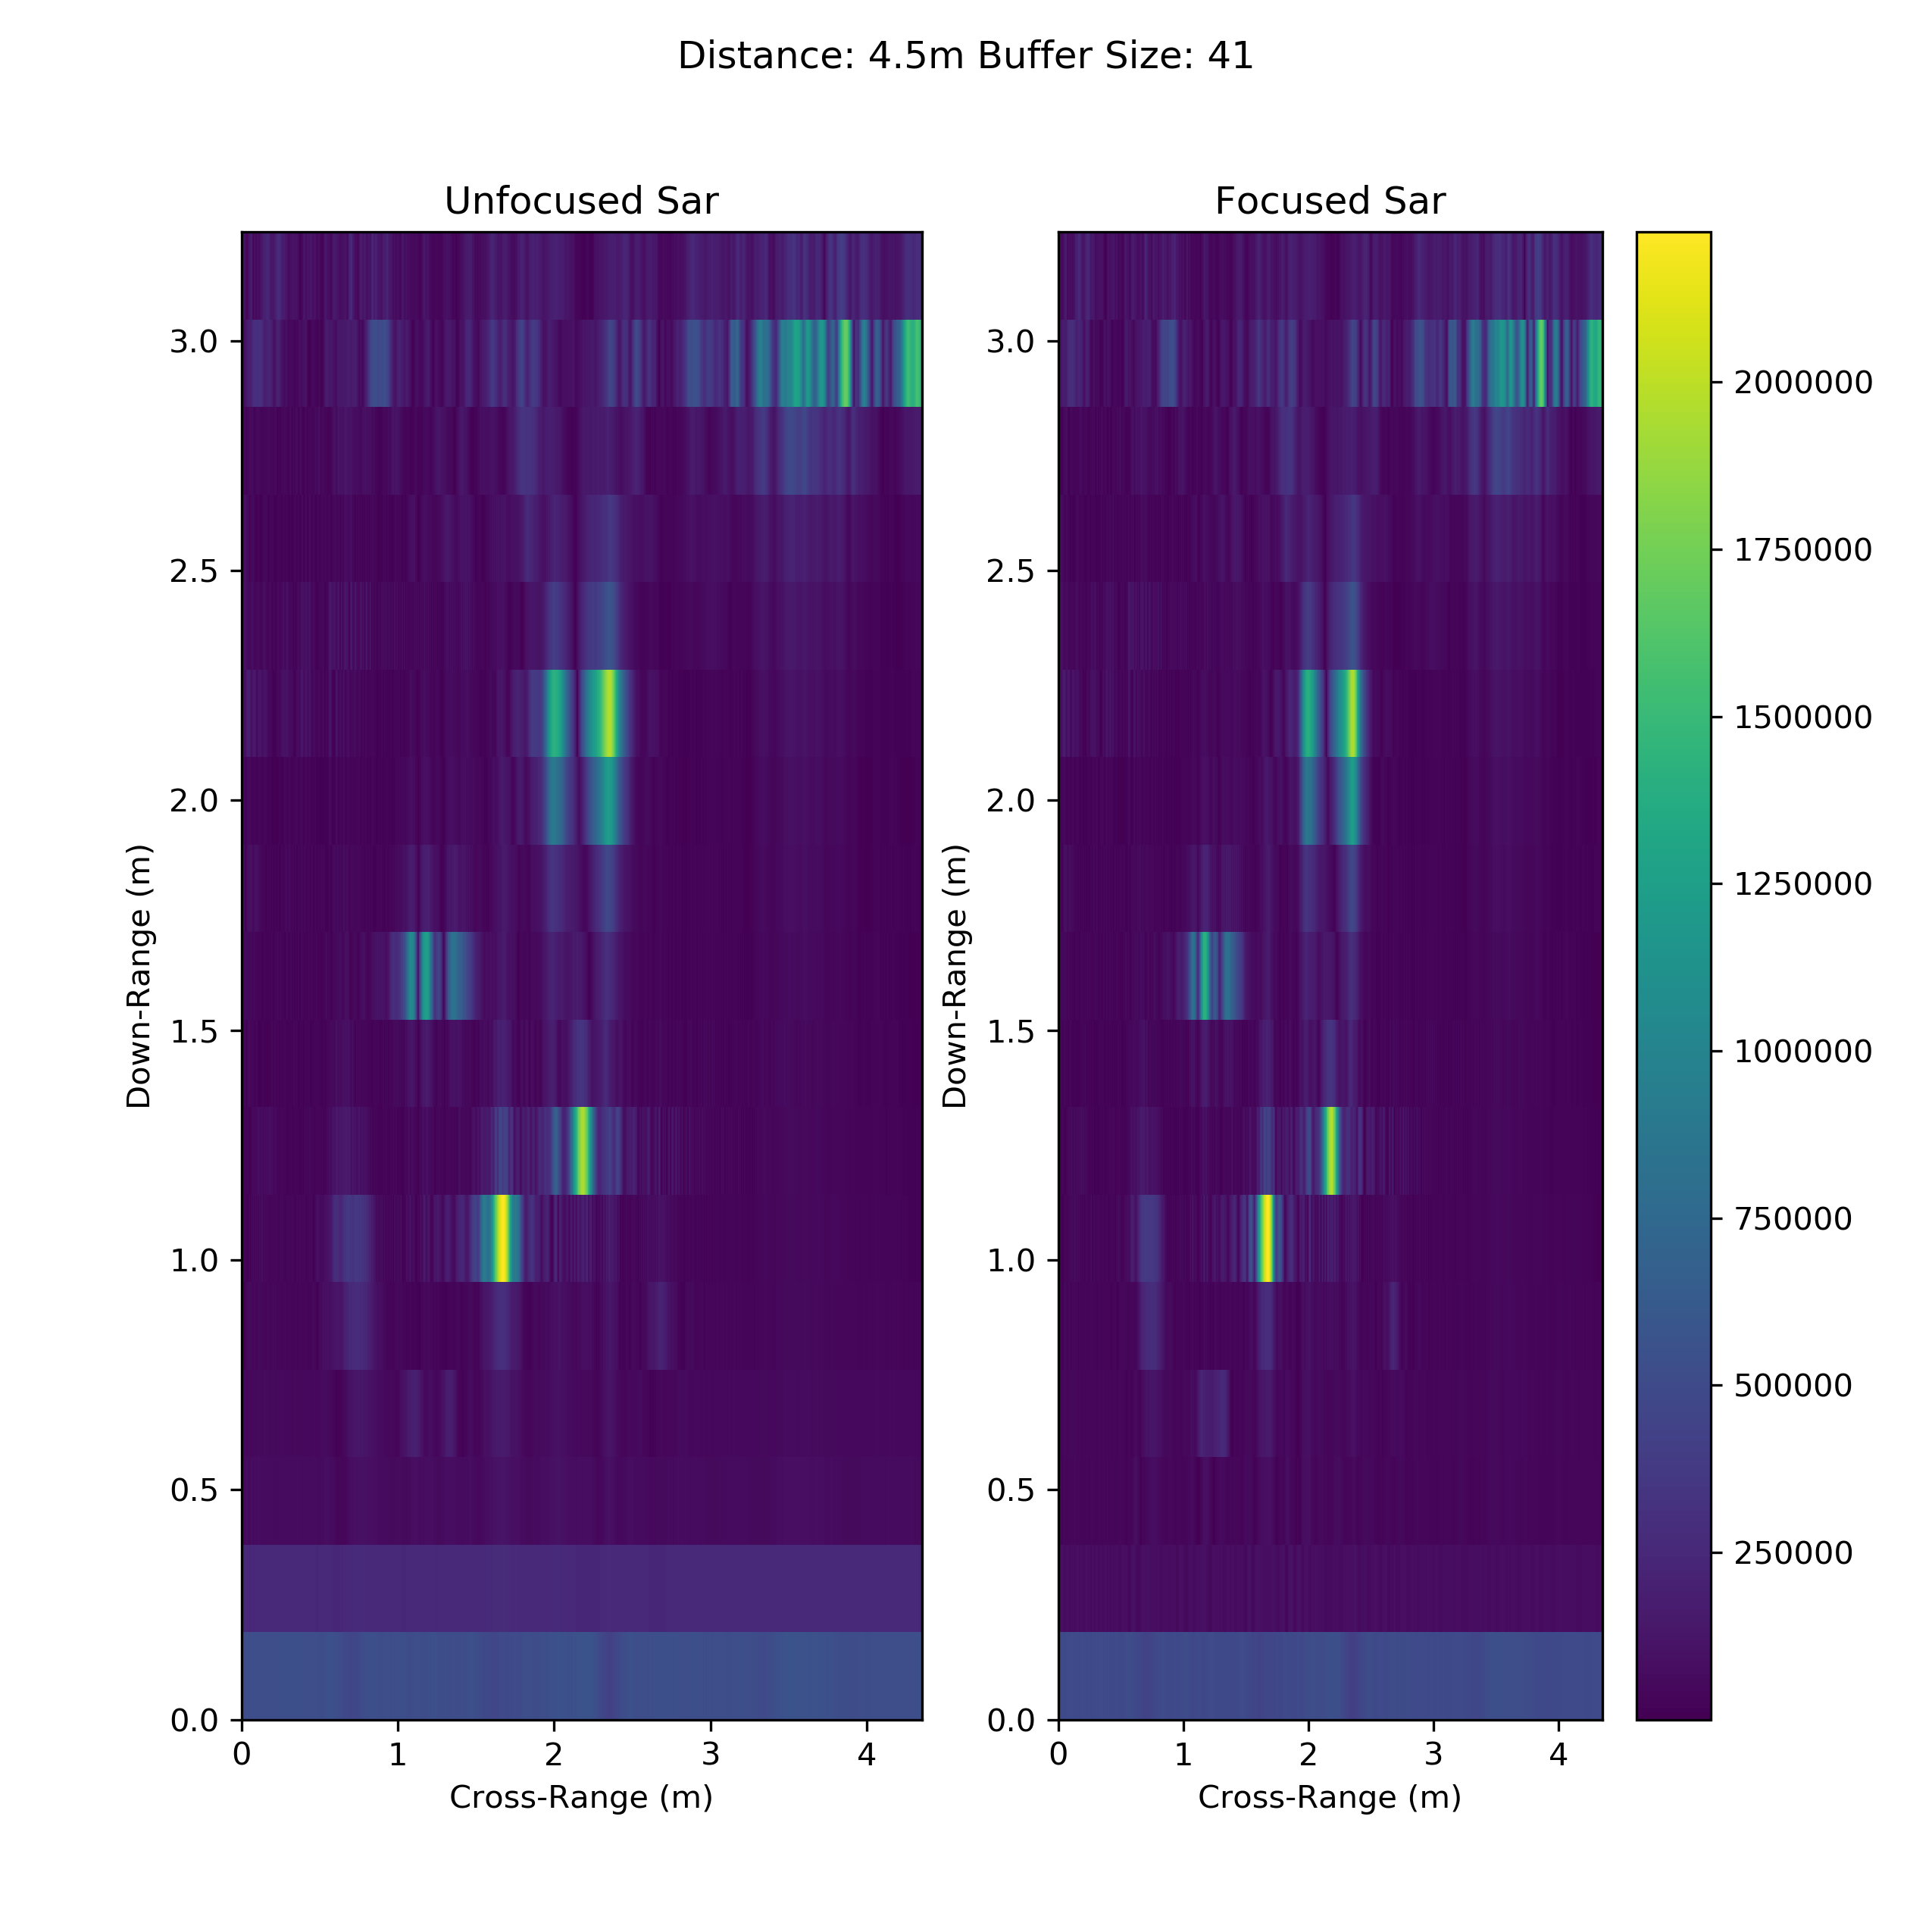 Distance: 4.5m Buffer Size: 41
Unfocused Sar
Down-Range (m)
3.0
2.5
2.0
1.5
1.0
0.5
0.0
0 1 2 3 4
Cross-Range (m)
Focused Sar
Down-Range (m)
3.0
2.5
2.0
1.5
1.0
0.5
0.0
0 1 2 3 4
Cross-Range (m)
2000000
1750000
1500000
1250000
1000000
750000
500000
250000